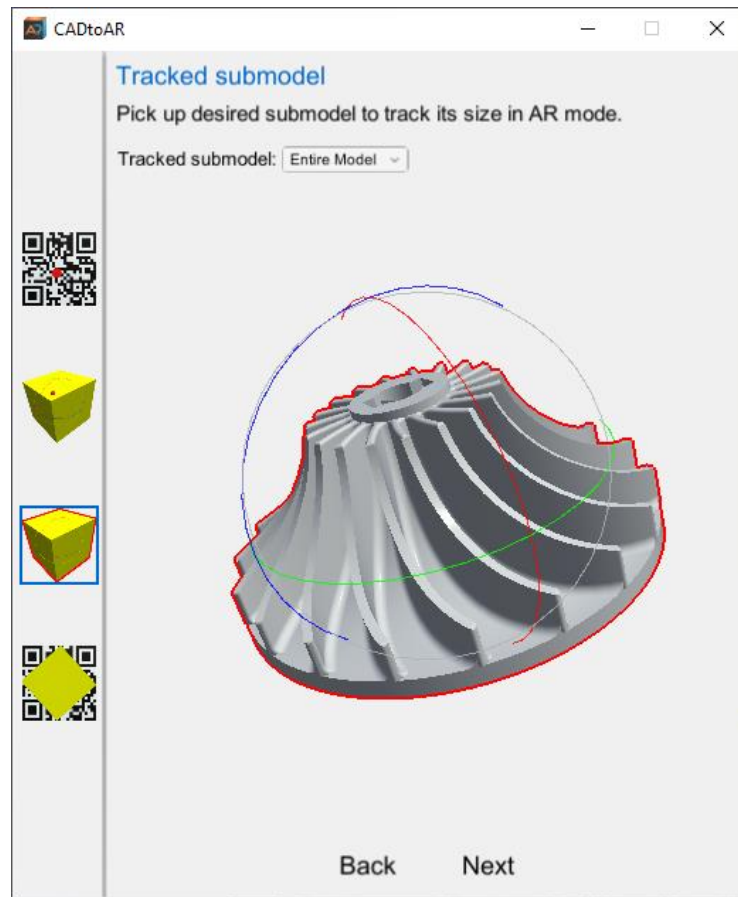 CADtoAR
Tracked submodel
Pick up desired submodel to track its size in AR mode.
Tracked submodel: Entire Model
Back Next